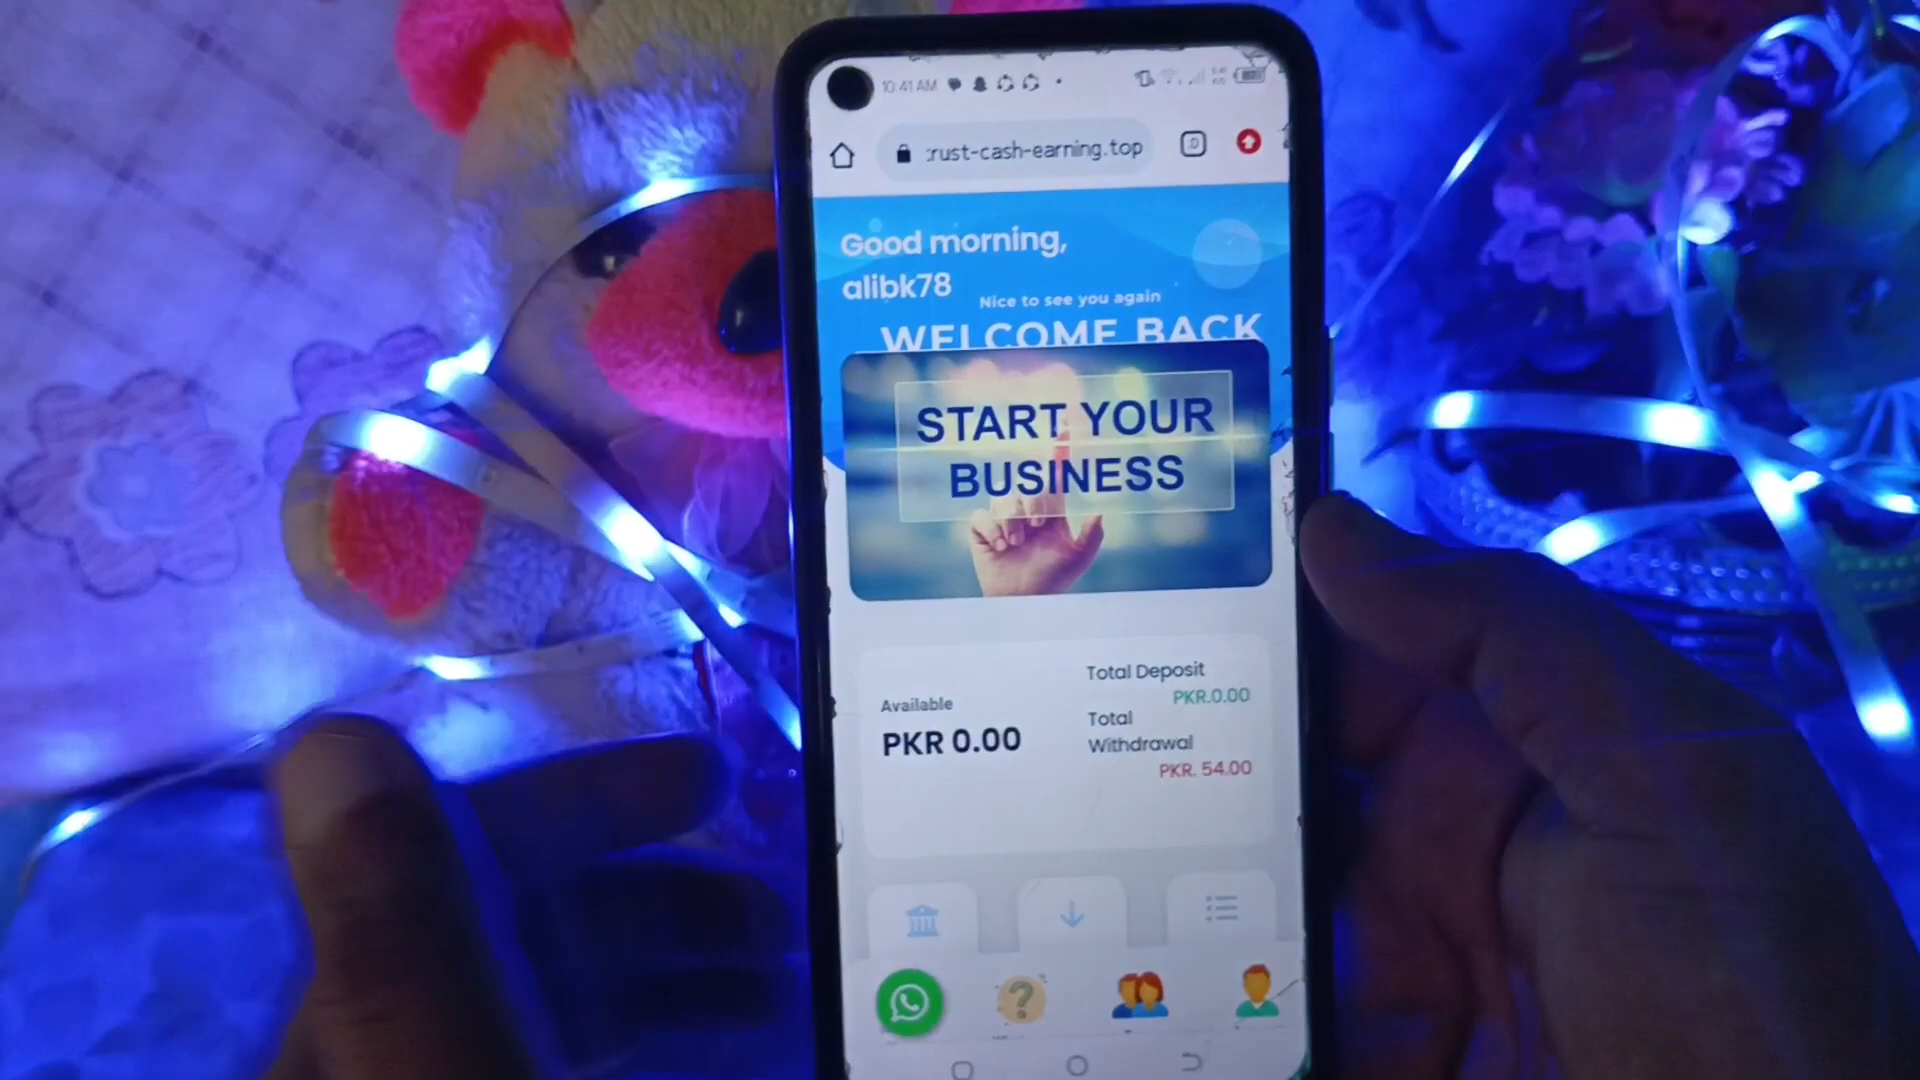 10:41 AM
:rust-cash-earning.top
:D
Good morning,
alibk78
Nice to see you again
WELCOME BACK
START YOUR
BUSINESS
Available
PKR 0.00
Total Deposit
PKR.0.00
Total
Withdrawal
PKR. 54.00
?